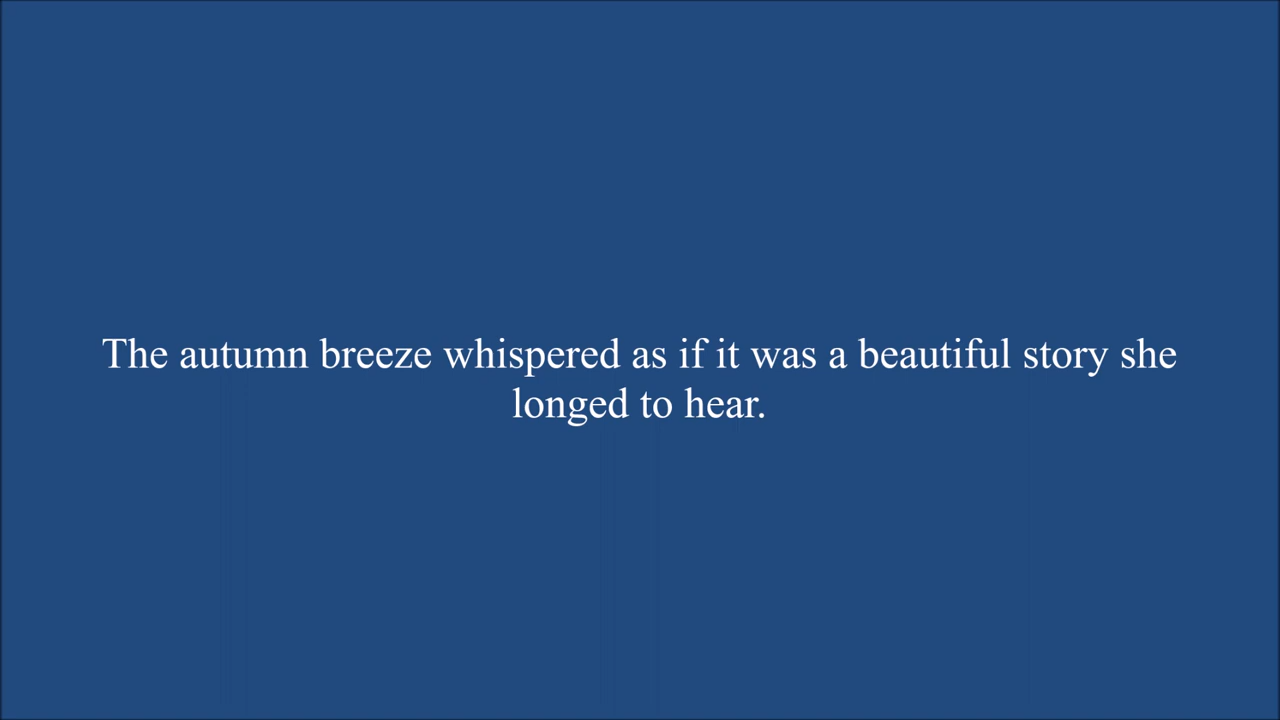 The autumn breeze whispered as if it was a beautiful story she
longed to hear.